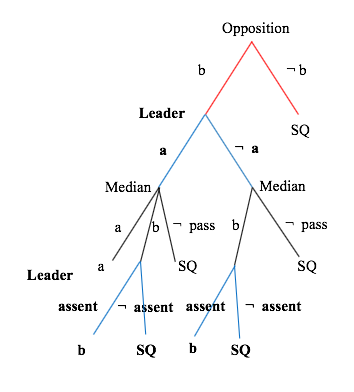 Opposition
b ¬ b
Leader SQ
a ¬ a
Median Median
a b ¬ pass b ¬ pass
a SQ SQ
Leader
assent ¬ assent assent ¬ assent
b SQ b SQ